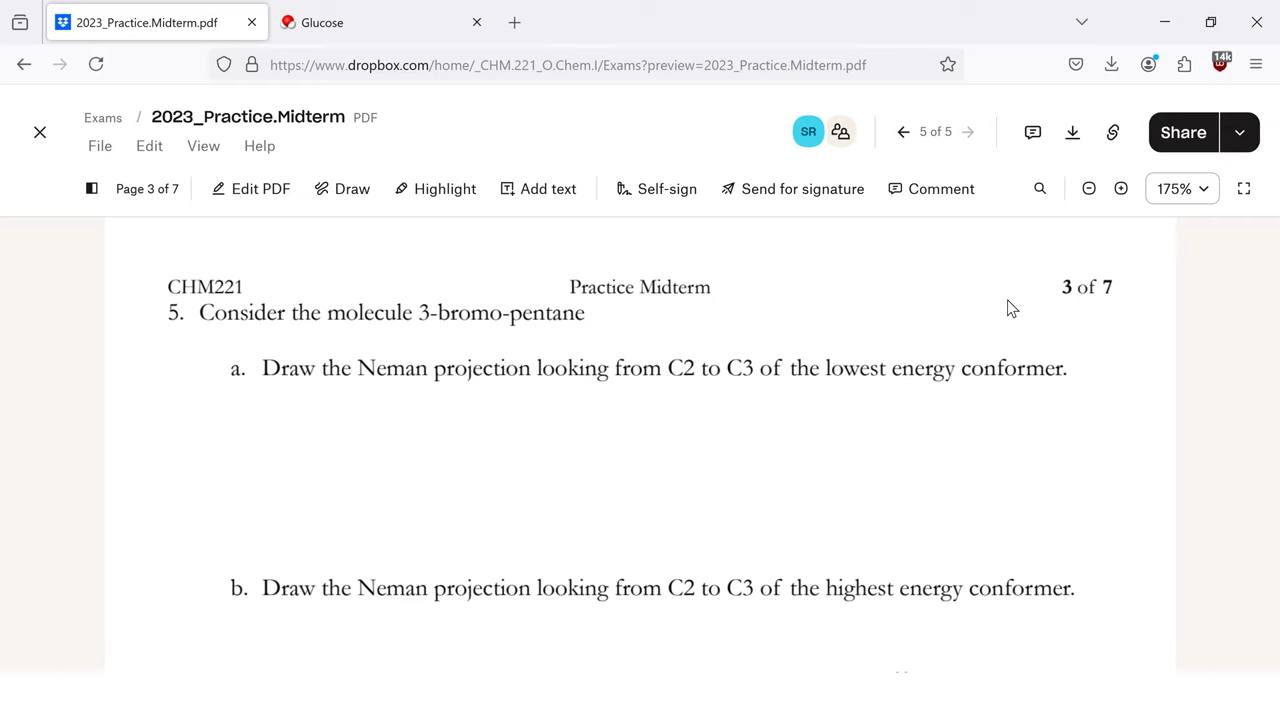 2023_Practice.Midterm.pdf
Glucose
https://www.dropbox.com/home/_CHM.221_O.Chem.I/Exams?preview=2023_Practice.Midterm.pdf
14k
Exams / 2023_Practice.Midterm PDF
File Edit View Help
SR
5 of 5
Share
Page 3 of 7
Edit PDF
Draw
Highlight
Add text
Self-sign
Send for signature
Comment
175%
CHM221 Practice Midterm 3 of 7
5. Consider the molecule 3-bromo-pentane
a. Draw the Neman projection looking from C2 to C3 of the lowest energy conformer.
b. Draw the Neman projection looking from C2 to C3 of the highest energy conformer.